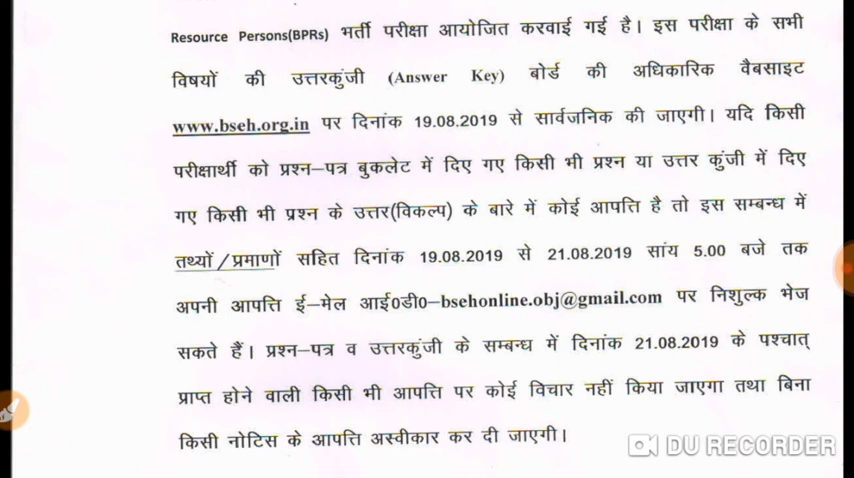 Resource Persons(BPRs) भर्ती परीक्षा आयोजित करवाई गई है। इस परीक्षा के सभी
विषयों की उत्तरकुंजी (Answer Key) बोर्ड की अधिकारिक वैबसाइट
www.bseh.org.in पर दिनांक 19.08.2019 से सार्वजनिक की जाएगी। यदि किसी
परीक्षार्थी को प्रश्न–पत्र बुकलेट में दिए गए किसी भी प्रश्न या उत्तर कुंजी में दिए
गए किसी भी प्रश्न के उत्तर(विकल्प) के बारे में कोई आपत्ति है तो इस सम्बन्ध में
तथ्यों/प्रमाणों सहित दिनांक 19.08.2019 से 21.08.2019 सांय 5.00 बजे तक
अपनी आपत्ति ई–मेल आई0डी0–bsehonline.obj@gmail.com पर निशुल्क भेज
सकते हैं। प्रश्न–पत्र व उत्तरकुंजी के सम्बन्ध में दिनांक 21.08.2019 के पश्चात्
प्राप्त होने वाली किसी भी आपत्ति पर कोई विचार नहीं किया जाएगा तथा बिना
किसी नोटिस के आपत्ति अस्वीकार कर दी जाएगी।
DU RECORDER